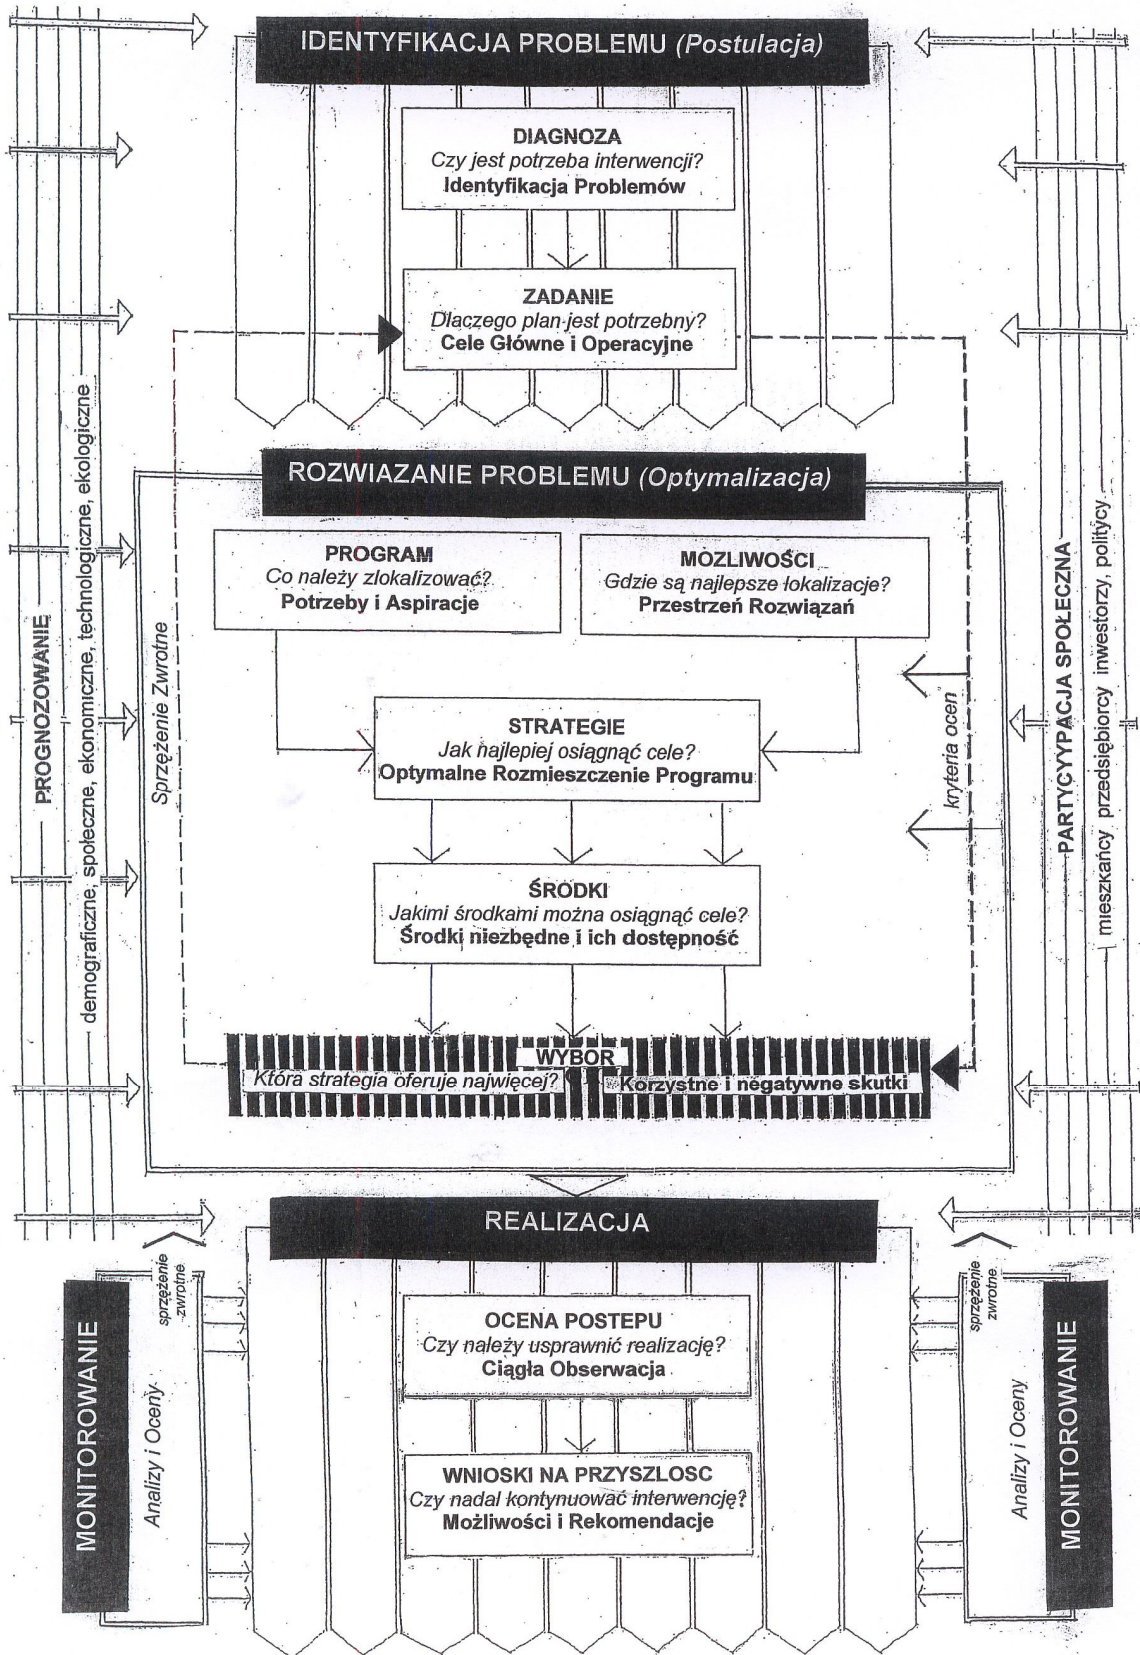 IDENTYFIKACJA PROBLEMU (Postulacja)
DIAGNOZA
Czy jest potrzeba interwencji?
Identyfikacja Problemów
ZADANIE
Dlaczego plan jest potrzebny?
Cele Główne i Operacyjne
ROZWIAZANIE PROBLEMU (Optymalizacja)
PROGRAM
Co należy zlokalizować?
Potrzeby i Aspiracje
MOZLIWOŚCI
Gdzie są najlepsze lokalizacje?
Przestrzeń Rozwiązań
STRATEGIE
Jak najlepiej osiągnąć cele?
Optymalne Rozmieszczenie Programu
ŚRODKI
Jakimi środkami można osiągnąć cele?
Środki niezbędne i ich dostępność
WYBOR
Która strategia oferuje najwięcej?
Korzystne i negatywne skutki
PROGNOZOWANIE
demograficzne, społeczne, ekonomiczne, technologiczne, ekologiczne
Sprzężenie Zwrotne
kryteria ocen
PARTYCYPACJA SPOŁECZNA
mieszkańcy przedsiębiorcy inwestorzy, politycy
REALIZACJA
OCENA POSTEPU
Czy należy usprawnić realizację?
Ciągła Obserwacja
WNIOSKI NA PRZYSZLOSC
Czy nadal kontynuować interwencję?
Możliwości i Rekomendacje
MONITOROWANIE
Analizy i Oceny
sprzężenie
zwrotne
sprzężenie
zwrotne
Analizy i Oceny
MONITOROWANIE